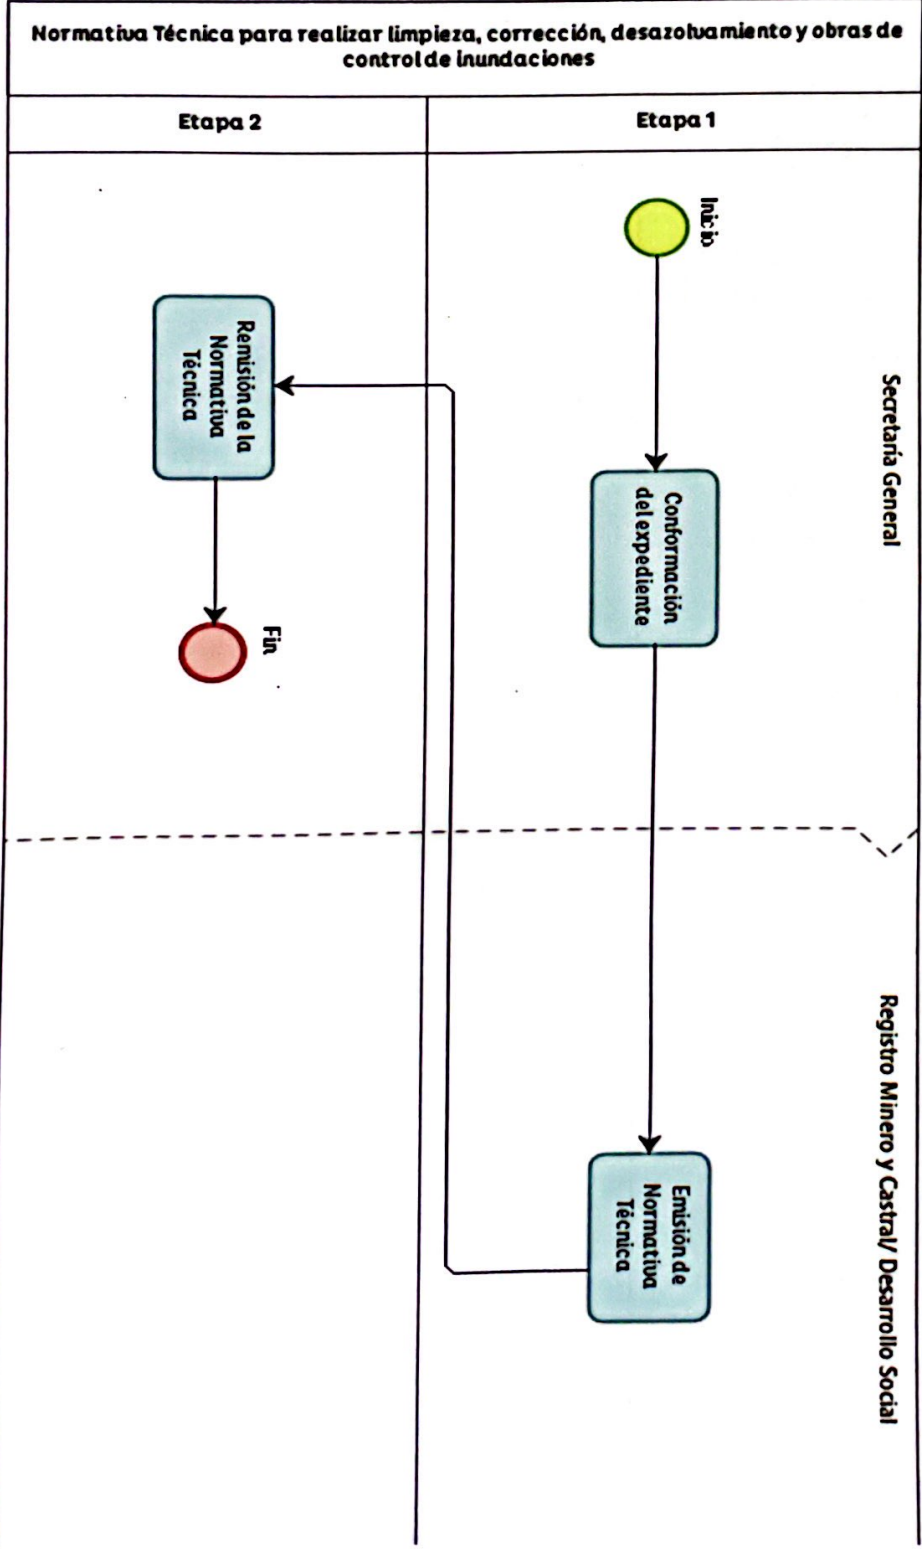 Normativa Técnica para realizar limpieza, corrección, desazolvamiento y obras de
control de inundaciones
Etapa 2
Etapa 1
Secretaría General
Registro Minero y Castral/ Desarrollo Social
Inicio
Conformación
del expediente
Emisión de
Normativa
Técnica
Remisión de la
Normativa
Técnica
Fin